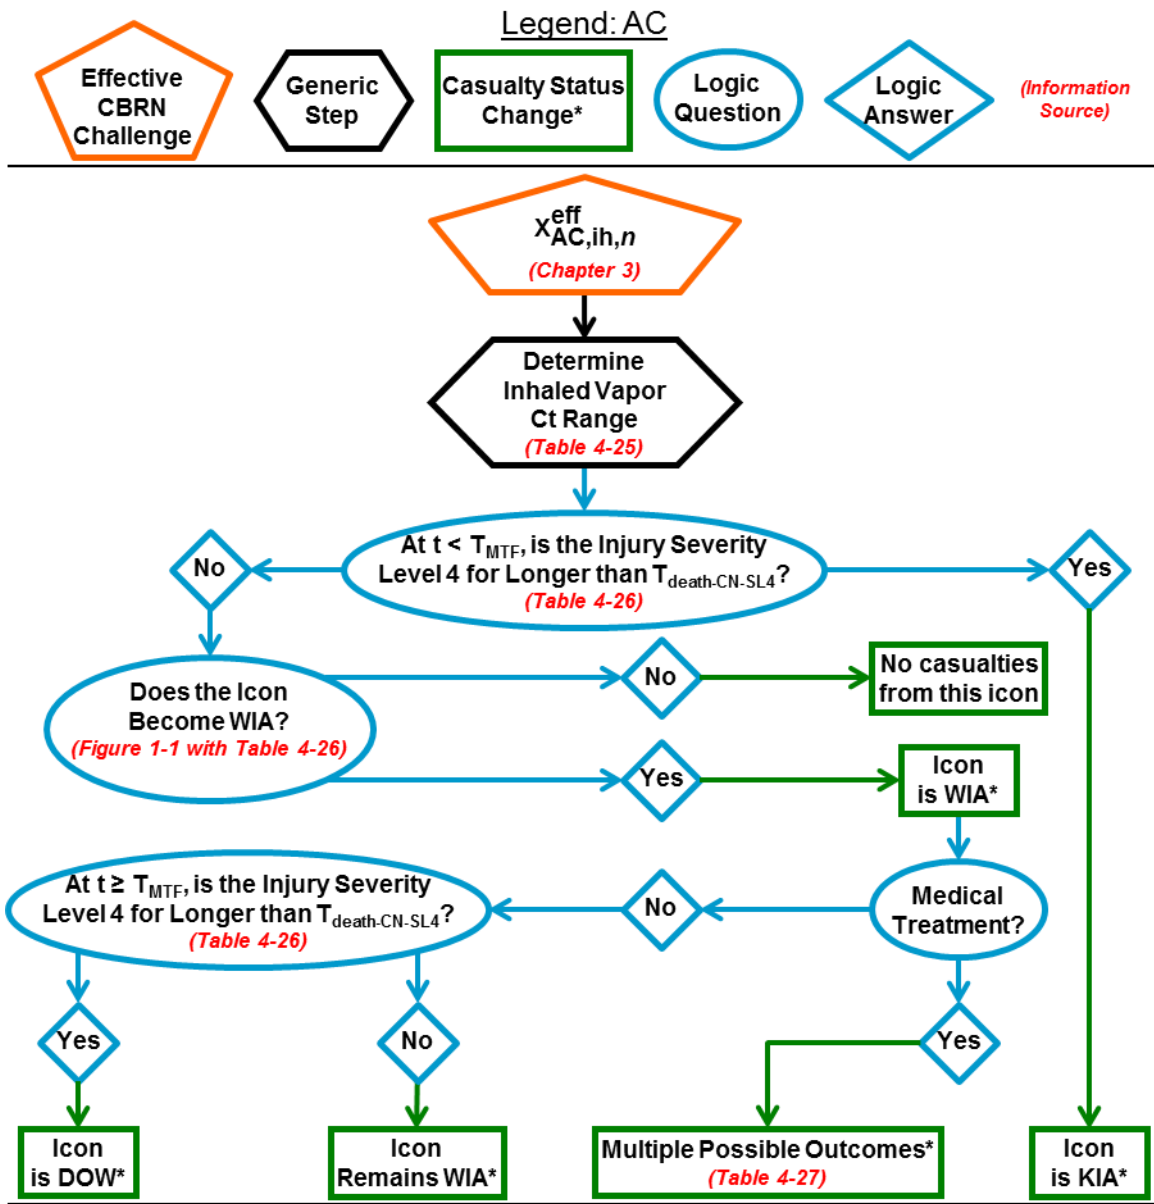 Legend: AC
Effective
CBRN
Challenge
Generic
Step
Casualty Status
Change*
Logic
Question
Logic
Answer
(Information
Source)
X^eff_AC,ih,n
(Chapter 3)
Determine
Inhaled Vapor
Ct Range
(Table 4-25)
At t < T_MTF, is the Injury Severity
Level 4 for Longer than T_death-CN-SL4?
(Table 4-26)
No
Yes
Does the Icon
Become WIA?
(Figure 1-1 with Table 4-26)
No
No casualties
from this icon
Yes
Icon
is WIA*
At t ≥ T_MTF, is the Injury Severity
Level 4 for Longer than T_death-CN-SL4?
(Table 4-26)
No
Medical
Treatment?
Yes
No
Yes
Icon
is DOW*
Icon
Remains WIA*
Multiple Possible Outcomes*
(Table 4-27)
Icon
is KIA*